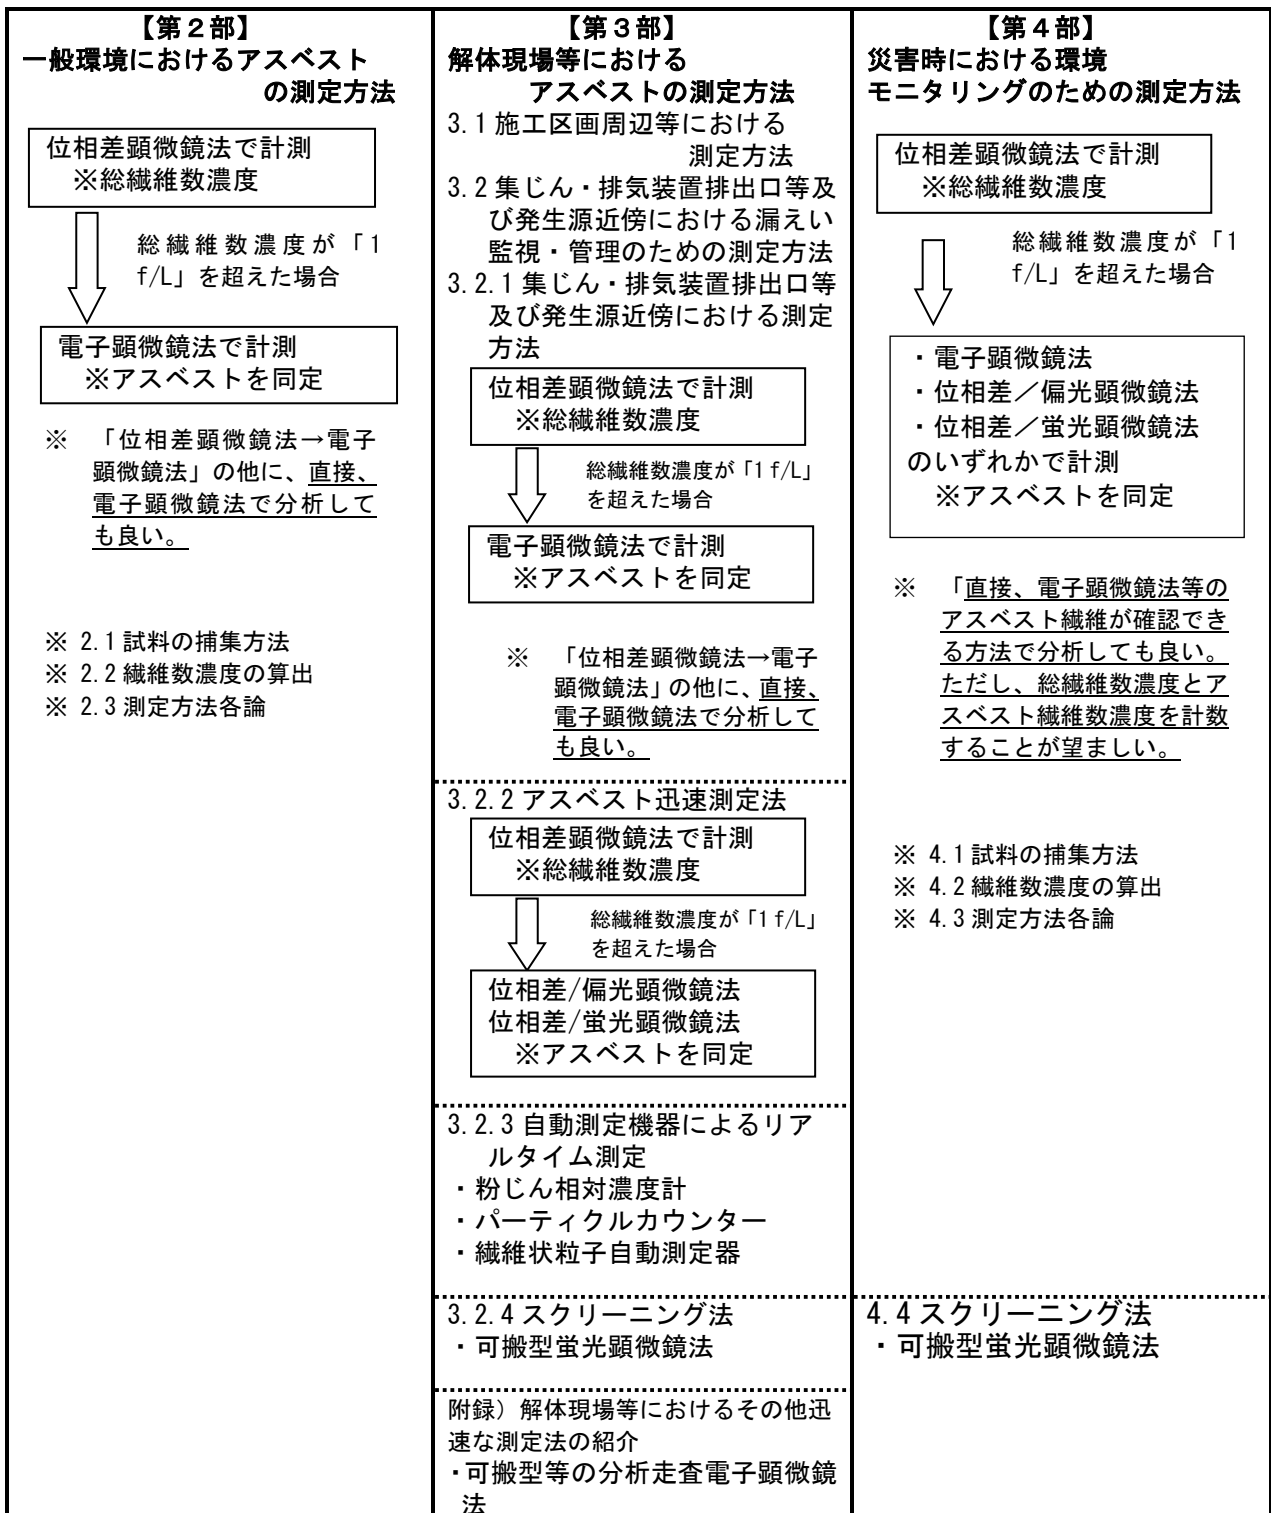 【第2部】
一般環境におけるアスベスト
の測定方法
位相差顕微鏡法で計測
※総繊維数濃度
総繊維数濃度が「1
f/L」を超えた場合
電子顕微鏡法で計測
※アスベストを同定
※ 「位相差顕微鏡法→電子
顕微鏡法」の他に、直接、
電子顕微鏡法で分析して
も良い。
※ 2.1試料の捕集方法
※ 2.2繊維数濃度の算出
※ 2.3測定方法各論
【第3部】
解体現場等における
アスベストの測定方法
3.1施工区画周辺等における
測定方法
3.2集じん・排気装置排出口等及
び発生源近傍における漏えい
監視・管理のための測定方法
3.2.1集じん・排気装置排出口等
及び発生源近傍における測定
方法
位相差顕微鏡法で計測
※総繊維数濃度
総繊維数濃度が「1f/L」
を超えた場合
電子顕微鏡法で計測
※アスベストを同定
※ 「位相差顕微鏡法→電子
顕微鏡法」の他に、直接、
電子顕微鏡法で分析して
も良い。
3.2.2アスベスト迅速測定法
位相差顕微鏡法で計測
※総繊維数濃度
総繊維数濃度が「1f/L」
を超えた場合
位相差/偏光顕微鏡法
位相差/蛍光顕微鏡法
※アスベストを同定
3.2.3自動測定機器によるリア
ルタイム測定
・粉じん相対濃度計
・パーティクルカウンター
・繊維状粒子自動測定器
3.2.4スクリーニング法
・可搬型蛍光顕微鏡法
附録）解体現場等におけるその他迅
速な測定法の紹介
・可搬型等の分析走査電子顕微鏡
法
【第4部】
災害時における環境
モニタリングのための測定方法
位相差顕微鏡法で計測
※総繊維数濃度
総繊維数濃度が「1
f/L」を超えた場合
・電子顕微鏡法
・位相差／偏光顕微鏡法
・位相差／蛍光顕微鏡法
のいずれかで計測
※アスベストを同定
※ 「直接、電子顕微鏡法等の
アスベスト繊維が確認でき
る方法で分析しても良い。
ただし、総繊維数濃度とア
スベスト繊維数濃度を計数
することが望ましい。
※ 4.1試料の捕集方法
※ 4.2繊維数濃度の算出
※ 4.3測定方法各論
4.4スクリーニング法
・可搬型蛍光顕微鏡法